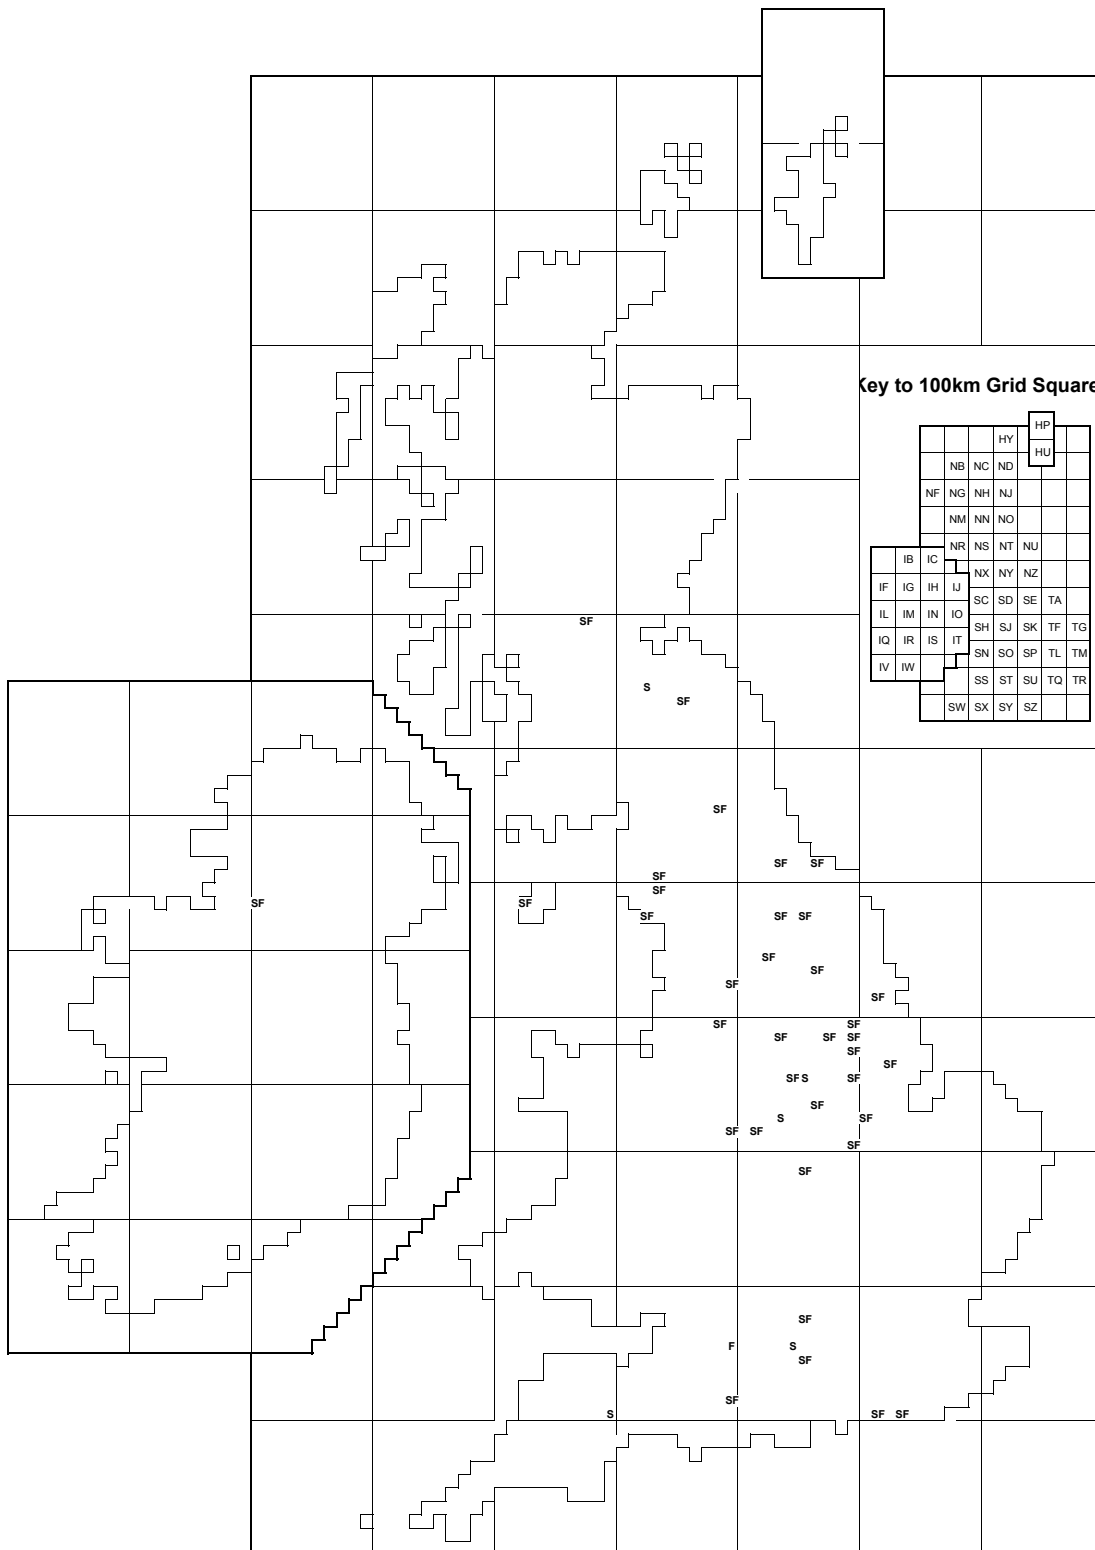 Key to 100km Grid Square
HP
HY
HU
NB NC ND
NF NG NH NJ
NM NN NO
NR NS NT NU
IB IC
NX NY NZ
IF IG IH IJ
SC SD SE TA
IL IM IN IO
SH SJ SK TF TG
IQ IR IS IT
SN SO SP TL TM
IV IW
SS ST SU TQ TR
SW SX SY SZ
SF
S
SF
SF
SF SF
SF
SF
SF SF
SF SF SF
SF
SF
SF
SF
SF SF
SF SF SF
SF
SF
SF S SF
SF
S SF
SF SF
SF
SF
SF
F S
SF
SF
S SF SF